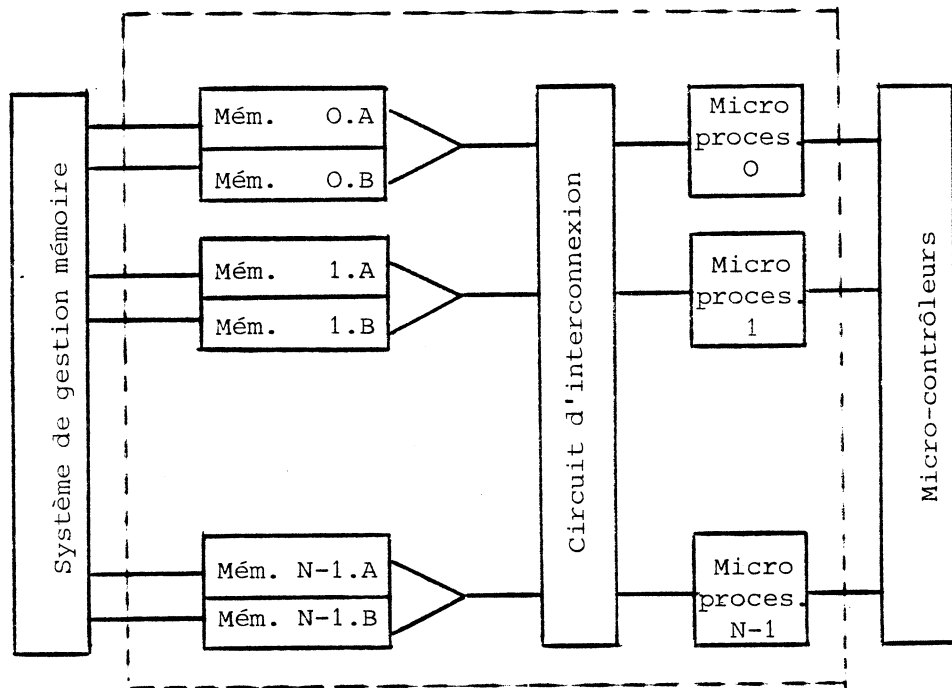 Système de gestion mémoire
Mém. O.A
Mém. O.B
Mém. 1.A
Mém. 1.B
Mém. N-1.A
Mém. N-1.B
Circuit d'interconnexion
Micro
proces.
O
Micro
proces.
1
Micro
proces.
N-1
Micro-contrôleurs